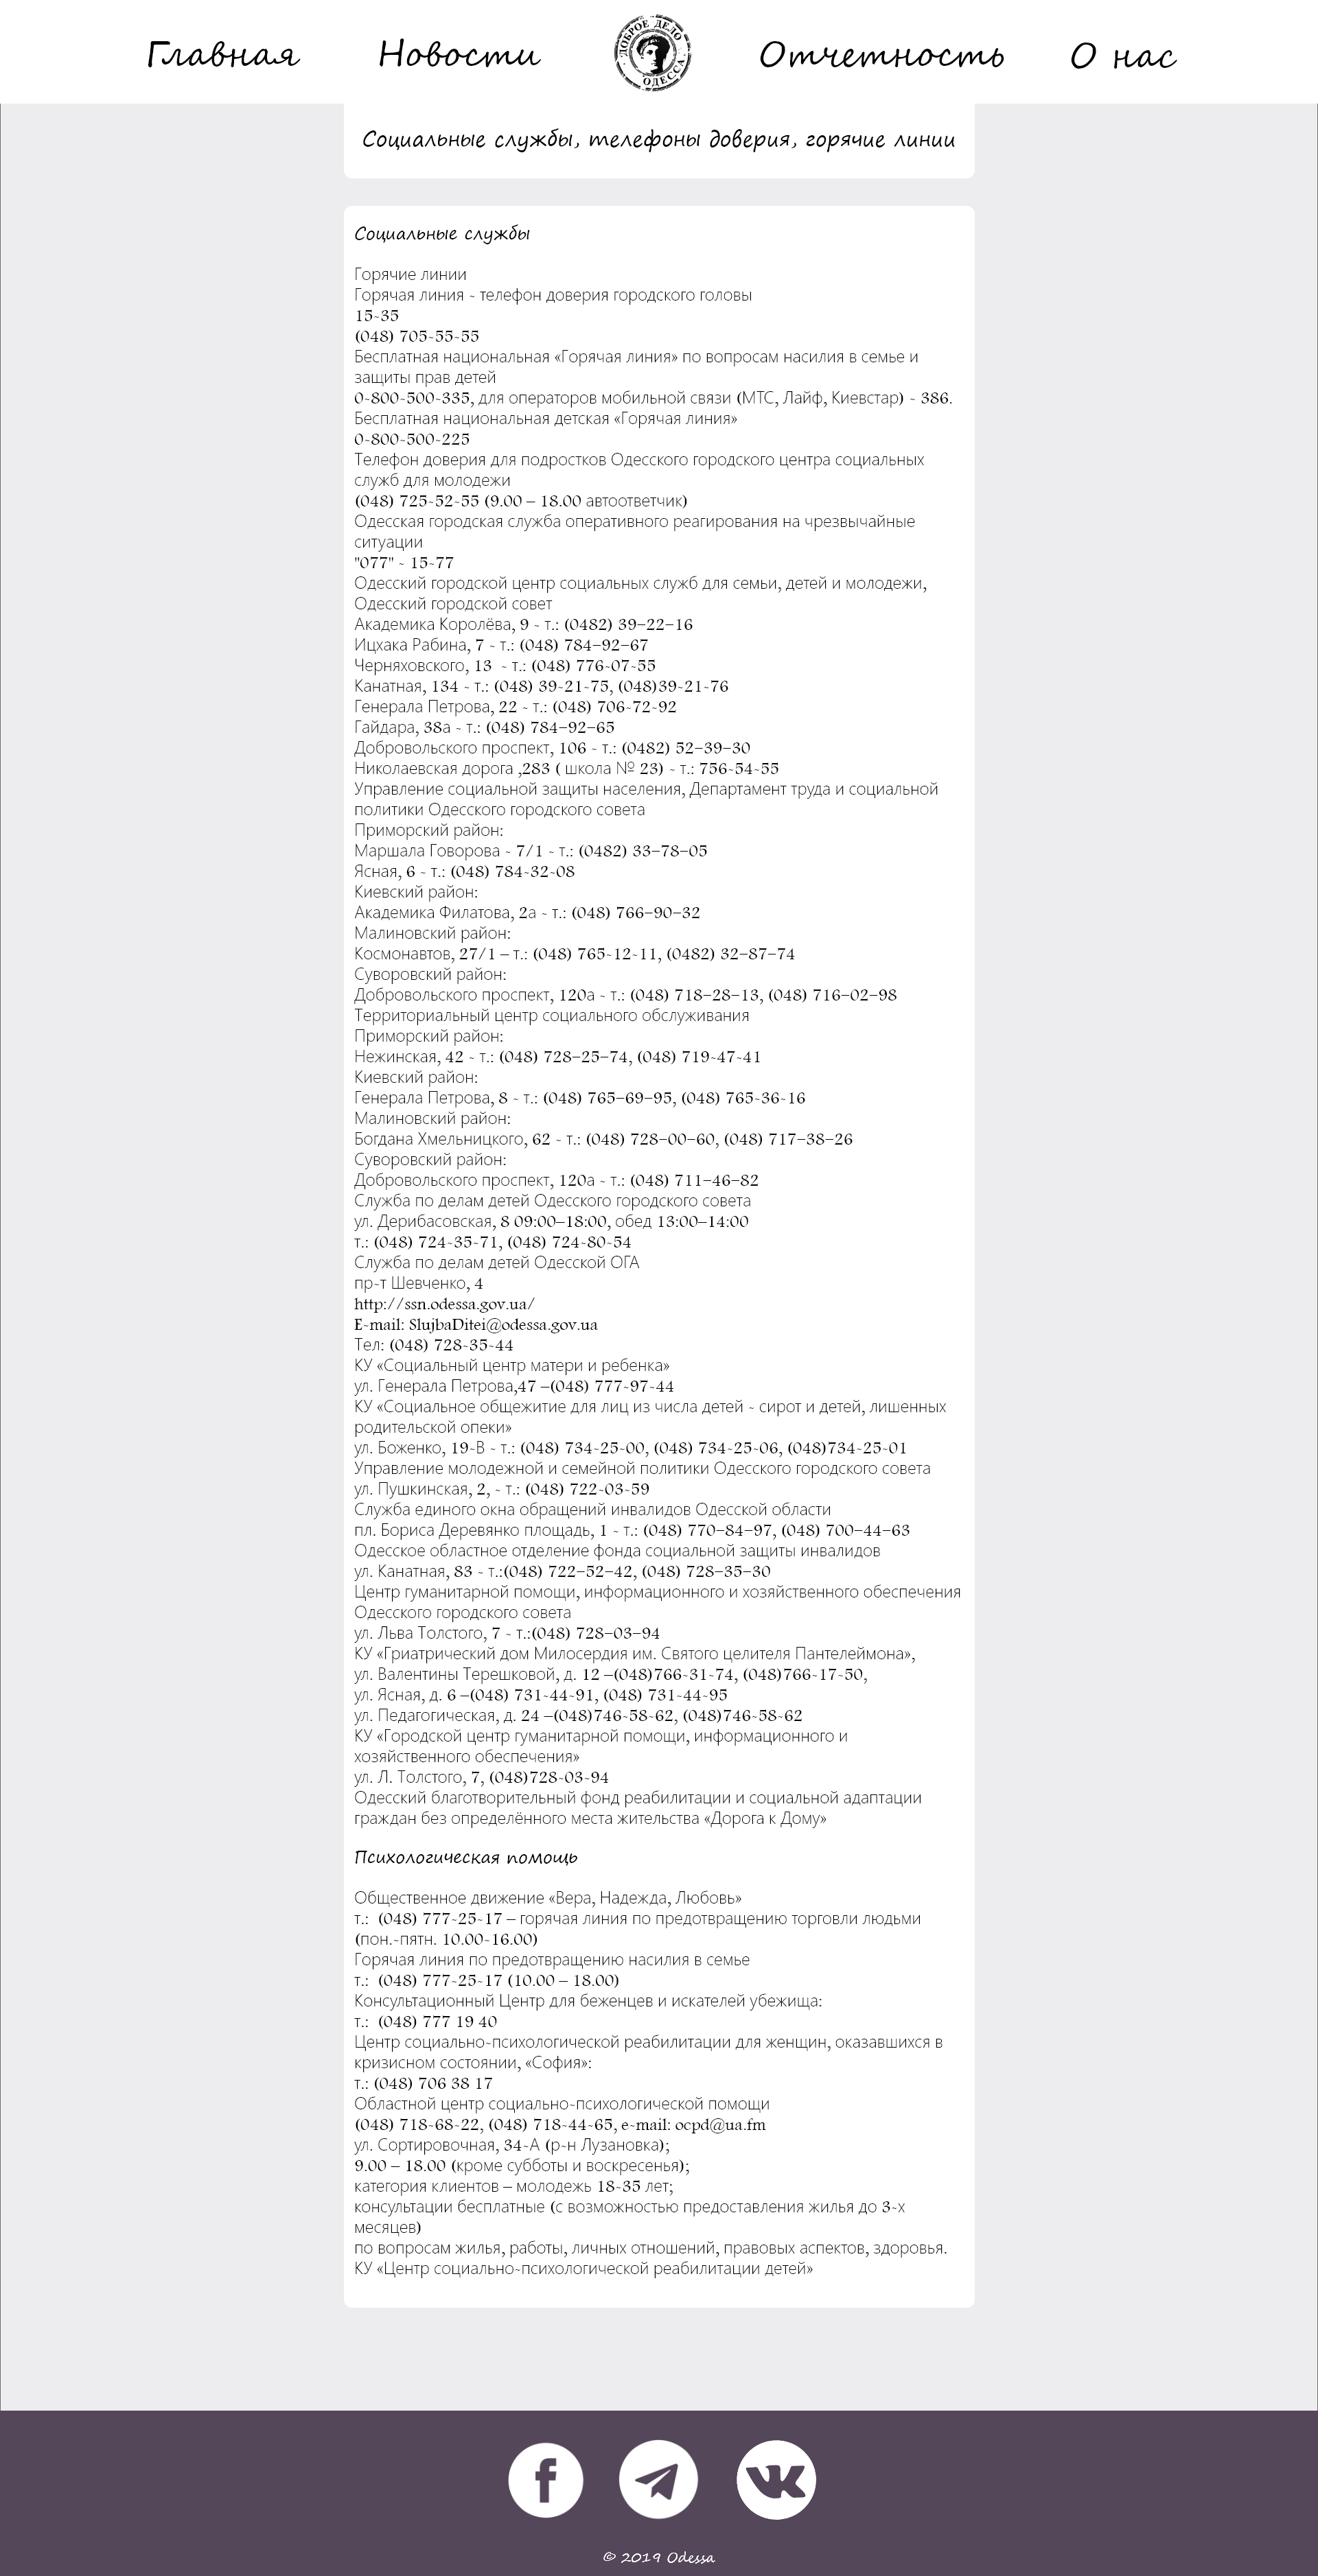 Главная Новости ДОБРОЕ ДЕЛО ОДЕССА Отчетность О нас
Социальные службы, телефоны доверия, горячие линии
Социальные службы
Горячие линии
Горячая линия - телефон доверия городского головы
15-35
(048) 705-55-55
Бесплатная национальная «Горячая линия» по вопросам насилия в семье и
защиты прав детей
0-800-500-335, для операторов мобильной связи (МТС, Лайф, Киевстар) - 386.
Бесплатная национальная детская «Горячая линия»
0-800-500-225
Телефон доверия для подростков Одесского городского центра социальных
служб для молодежи
(048) 725-52-55 (9.00 – 18.00 автоответчик)
Одесская городская служба оперативного реагирования на чрезвычайные
ситуации
"077" - 15-77
Одесский городской центр социальных служб для семьи, детей и молодежи,
Одесский городской совет
Академика Королёва, 9 - т.: (0482) 39–22–16
Ицхака Рабина, 7 - т.: (048) 784–92–67
Черняховского, 13  - т.: (048) 776-07-55
Канатная, 134 - т.: (048) 39-21-75, (048)39-21-76
Генерала Петрова, 22 - т.: (048) 706-72-92
Гайдара, 38а - т.: (048) 784–92–65
Добровольского проспект, 106 - т.: (0482) 52–39–30
Николаевская дорога ,283 ( школа № 23) - т.: 756-54-55
Управление социальной защиты населения, Департамент труда и социальной
политики Одесского городского совета
Приморский район:
Маршала Говорова - 7/1 - т.: (0482) 33–78–05
Ясная, 6 - т.: (048) 784-32-08
Киевский район:
Академика Филатова, 2а - т.: (048) 766–90–32
Малиновский район:
Космонавтов, 27/1 – т.: (048) 765-12-11, (0482) 32–87–74
Суворовский район:
Добровольского проспект, 120а - т.: (048) 718–28–13, (048) 716–02–98
Территориальный центр социального обслуживания
Приморский район:
Нежинская, 42 - т.: (048) 728–25–74, (048) 719-47-41
Киевский район:
Генерала Петрова, 8 - т.: (048) 765–69–95, (048) 765-36-16
Малиновский район:
Богдана Хмельницкого, 62 - т.: (048) 728–00–60, (048) 717–38–26
Суворовский район:
Добровольского проспект, 120а - т.: (048) 711–46–82
Служба по делам детей Одесского городского совета
ул. Дерибасовская, 8 09:00–18:00, обед 13:00–14:00
т.: (048) 724-35-71, (048) 724-80-54
Служба по делам детей Одесской ОГА
пр-т Шевченко, 4
http://ssn.odessa.gov.ua/
E-mail: SlujbaDitei@odessa.gov.ua
Тел: (048) 728-35-44
КУ «Социальный центр матери и ребенка»
ул. Генерала Петрова,47 –(048) 777-97-44
КУ «Социальное общежитие для лиц из числа детей - сирот и детей, лишенных
родительской опеки»
ул. Боженко, 19-В - т.: (048) 734-25-00, (048) 734-25-06, (048)734-25-01
Управление молодежной и семейной политики Одесского городского совета
ул. Пушкинская, 2, - т.: (048) 722-03-59
Служба единого окна обращений инвалидов Одесской области
пл. Бориса Деревянко площадь, 1 - т.: (048) 770–84–97, (048) 700–44–63
Одесское областное отделение фонда социальной защиты инвалидов
ул. Канатная, 83 - т.:(048) 722–52–42, (048) 728–35–30
Центр гуманитарной помощи, информационного и хозяйственного обеспечения
Одесского городского совета
ул. Льва Толстого, 7 - т.:(048) 728–03–94
КУ «Гриатрический дом Милосердия им. Святого целителя Пантелеймона»,
ул. Валентины Терешковой, д. 12 –(048)766-31-74, (048)766-17-50,
ул. Ясная, д. 6 –(048) 731-44-91, (048) 731-44-95
ул. Педагогическая, д. 24 –(048)746-58-62, (048)746-58-62
КУ «Городской центр гуманитарной помощи, информационного и
хозяйственного обеспечения»
ул. Л. Толстого, 7, (048)728-03-94
Одесский благотворительный фонд реабилитации и социальной адаптации
граждан без определённого места жительства «Дорога к Дому»
Психологическая помощь
Общественное движение «Вера, Надежда, Любовь»
т.:  (048) 777-25-17 – горячая линия по предотвращению торговли людьми
(пон.-пятн. 10.00-16.00)
Горячая линия по предотвращению насилия в семье
т.:  (048) 777-25-17 (10.00 – 18.00)
Консультационный Центр для беженцев и искателей убежища:
т.:  (048) 777 19 40
Центр социально-психологической реабилитации для женщин, оказавшихся в
кризисном состоянии, «София»:
т.: (048) 706 38 17
Областной центр социально-психологической помощи
(048) 718-68-22, (048) 718-44-65, e-mail: ocpd@ua.fm
ул. Сортировочная, 34-А (р-н Лузановка);
9.00 – 18.00 (кроме субботы и воскресенья);
категория клиентов – молодежь 18-35 лет;
консультации бесплатные (с возможностью предоставления жилья до 3-х
месяцев)
по вопросам жилья, работы, личных отношений, правовых аспектов, здоровья.
КУ «Центр социально-психологической реабилитации детей»
© 2019 Odessa